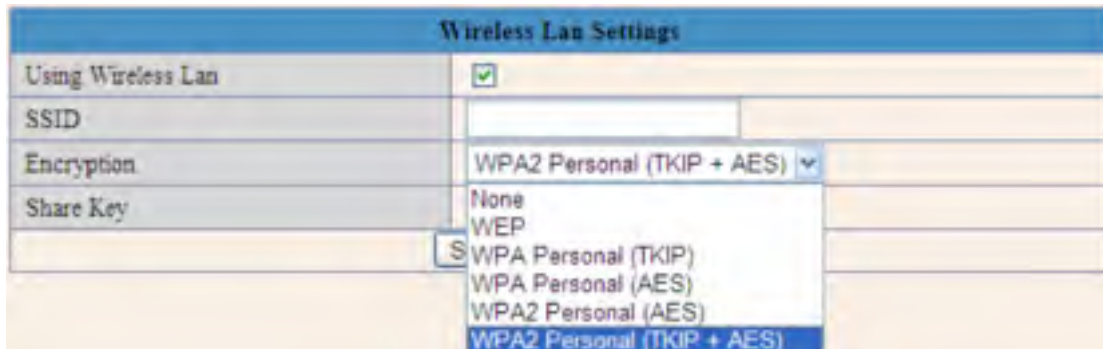 Wireless Lan Settings
Using Wireless Lan
SSID
Encryption
WPA2 Personal (TKIP + AES)
Share Key
None
WEP
WPA Personal (TKIP)
WPA Personal (AES)
WPA2 Personal (AES)
WPA2 Personal (TKIP + AES)